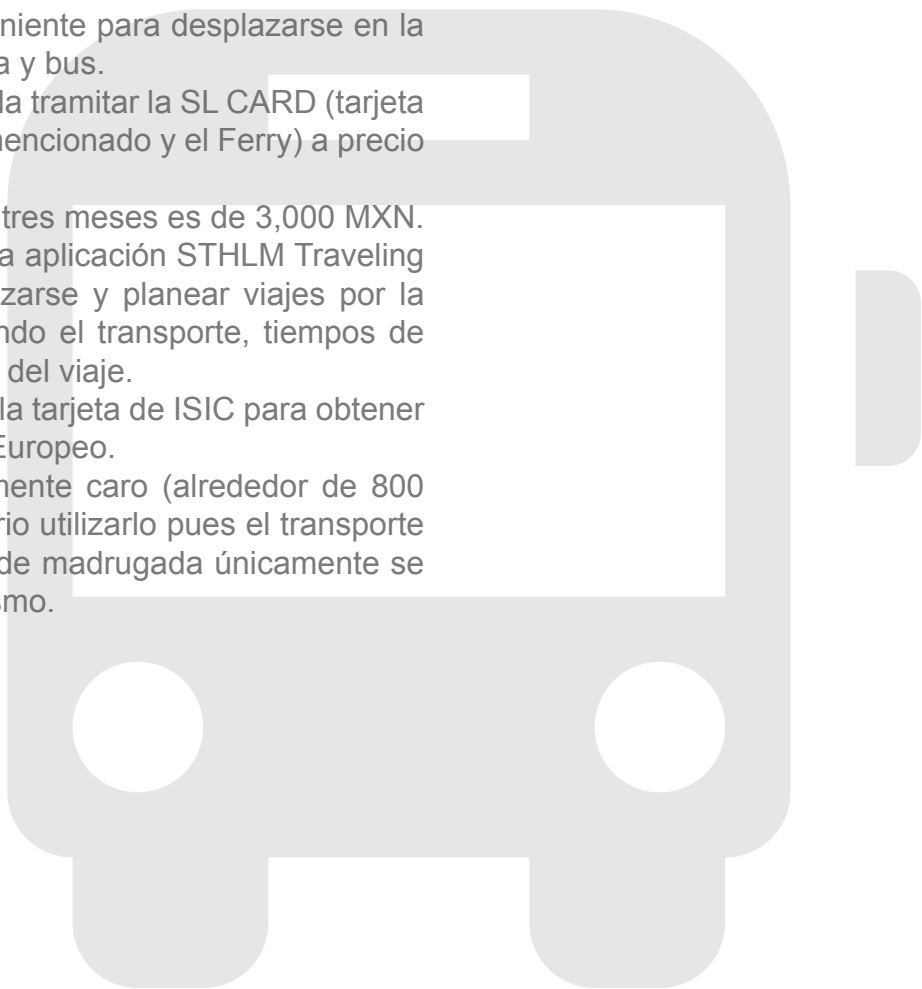 niente para desplazarse en la
a y bus.
la tramitar la SL CARD (tarjeta
mencionado y el Ferry) a precio
tres meses es de 3,000 MXN.
a aplicación STHLM Traveling
zarse y planear viajes por la
ndo el transporte, tiempos de
del viaje.
la tarjeta de ISIC para obtener
Europeo.
mente caro (alrededor de 800
rio utilizarlo pues el transporte
de madrugada únicamente se
smo.